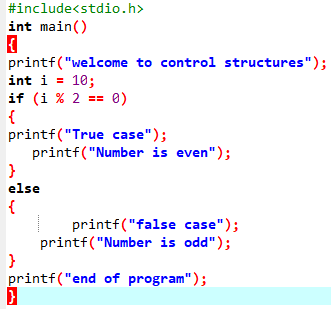 #include<stdio.h>
int main()
{
printf("welcome to control structures");
int i = 10;
if (i % 2 == 0)
{
printf("True case");
   printf("Number is even");
}
else
{
        printf("false case");
    printf("Number is odd");
}
printf("end of program");
}